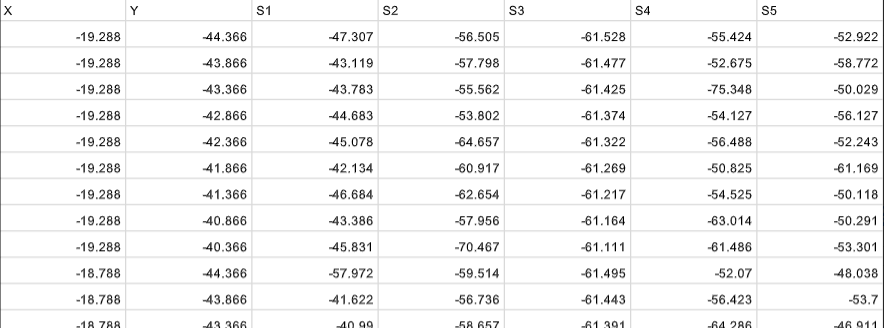 X Y S1 S2 S3 S4 S5
-19.288 -44.366 -47.307 -56.505 -61.528 -55.424 -52.922
-19.288 -43.866 -43.119 -57.798 -61.477 -52.675 -58.772
-19.288 -43.366 -43.783 -55.562 -61.425 -75.348 -50.029
-19.288 -42.866 -44.683 -53.802 -61.374 -54.127 -56.127
-19.288 -42.366 -45.078 -64.657 -61.322 -56.488 -52.243
-19.288 -41.866 -42.134 -60.917 -61.269 -50.825 -61.169
-19.288 -41.366 -46.684 -62.654 -61.217 -54.525 -50.118
-19.288 -40.866 -43.386 -57.956 -61.164 -63.014 -50.291
-19.288 -40.366 -45.831 -70.467 -61.111 -61.486 -53.301
-18.788 -44.366 -57.972 -59.514 -61.495 -52.07 -48.038
-18.788 -43.866 -41.622 -56.736 -61.443 -56.423 -53.7
-18.788 -43.366 -40.99 -58.657 -61.391 -64.286 -46.911